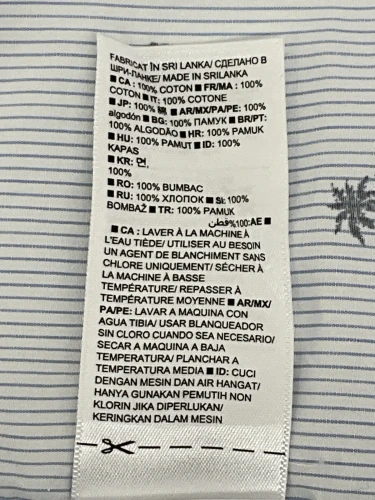 FABRICAT ÎN SRI LANKA/ СДЕЛАНО В
ШРИ-ЛАНКЕ/ MADE IN SRILANKA
■ CA : 100% COTON ■ FR/MA : 100%
COTON ■ IT: 100% COTONE
■ JP: 100% 綿 ■ AR/MX/PA/PE: 100%
algodón ■ BG: 100% ПАМУК ■ BR/PT:
100% ALGODÃO ■ HR: 100% PAMUK
■ HU: 100% PAMUT ■ ID: 100%
KAPAS
■ KR: 면
100%
■ RO: 100% BUMBAC
■ RU: 100% ХЛОПОК ■ SI: 100%
BOMBAŽ ■ TR: 100% PAMUK
■ AE: 100% قطن
■ CA : LAVER À LA MACHINE À
L'EAU TIÈDE/ UTILISER AU BESOIN
UN AGENT DE BLANCHIMENT SANS
CHLORE UNIQUEMENT/ SÉCHER À
LA MACHINE À BASSE
TEMPÉRATURE/ REPASSER À
TEMPÉRATURE MOYENNE ■ AR/MX/
PA/PE: LAVAR A MAQUINA CON
AGUA TIBIA/ USAR BLANQUEADOR
SIN CLORO CUANDO SEA NECESARIO/
SECAR A MAQUINA A BAJA
TEMPERATURA/ PLANCHAR A
TEMPERATURA MEDIA ■ ID: CUCI
DENGAN MESIN DAN AIR HANGAT/
HANYA GUNAKAN PEMUTIH NON
KLORIN JIKA DIPERLUKAN/
KERINGKAN DALAM MESIN